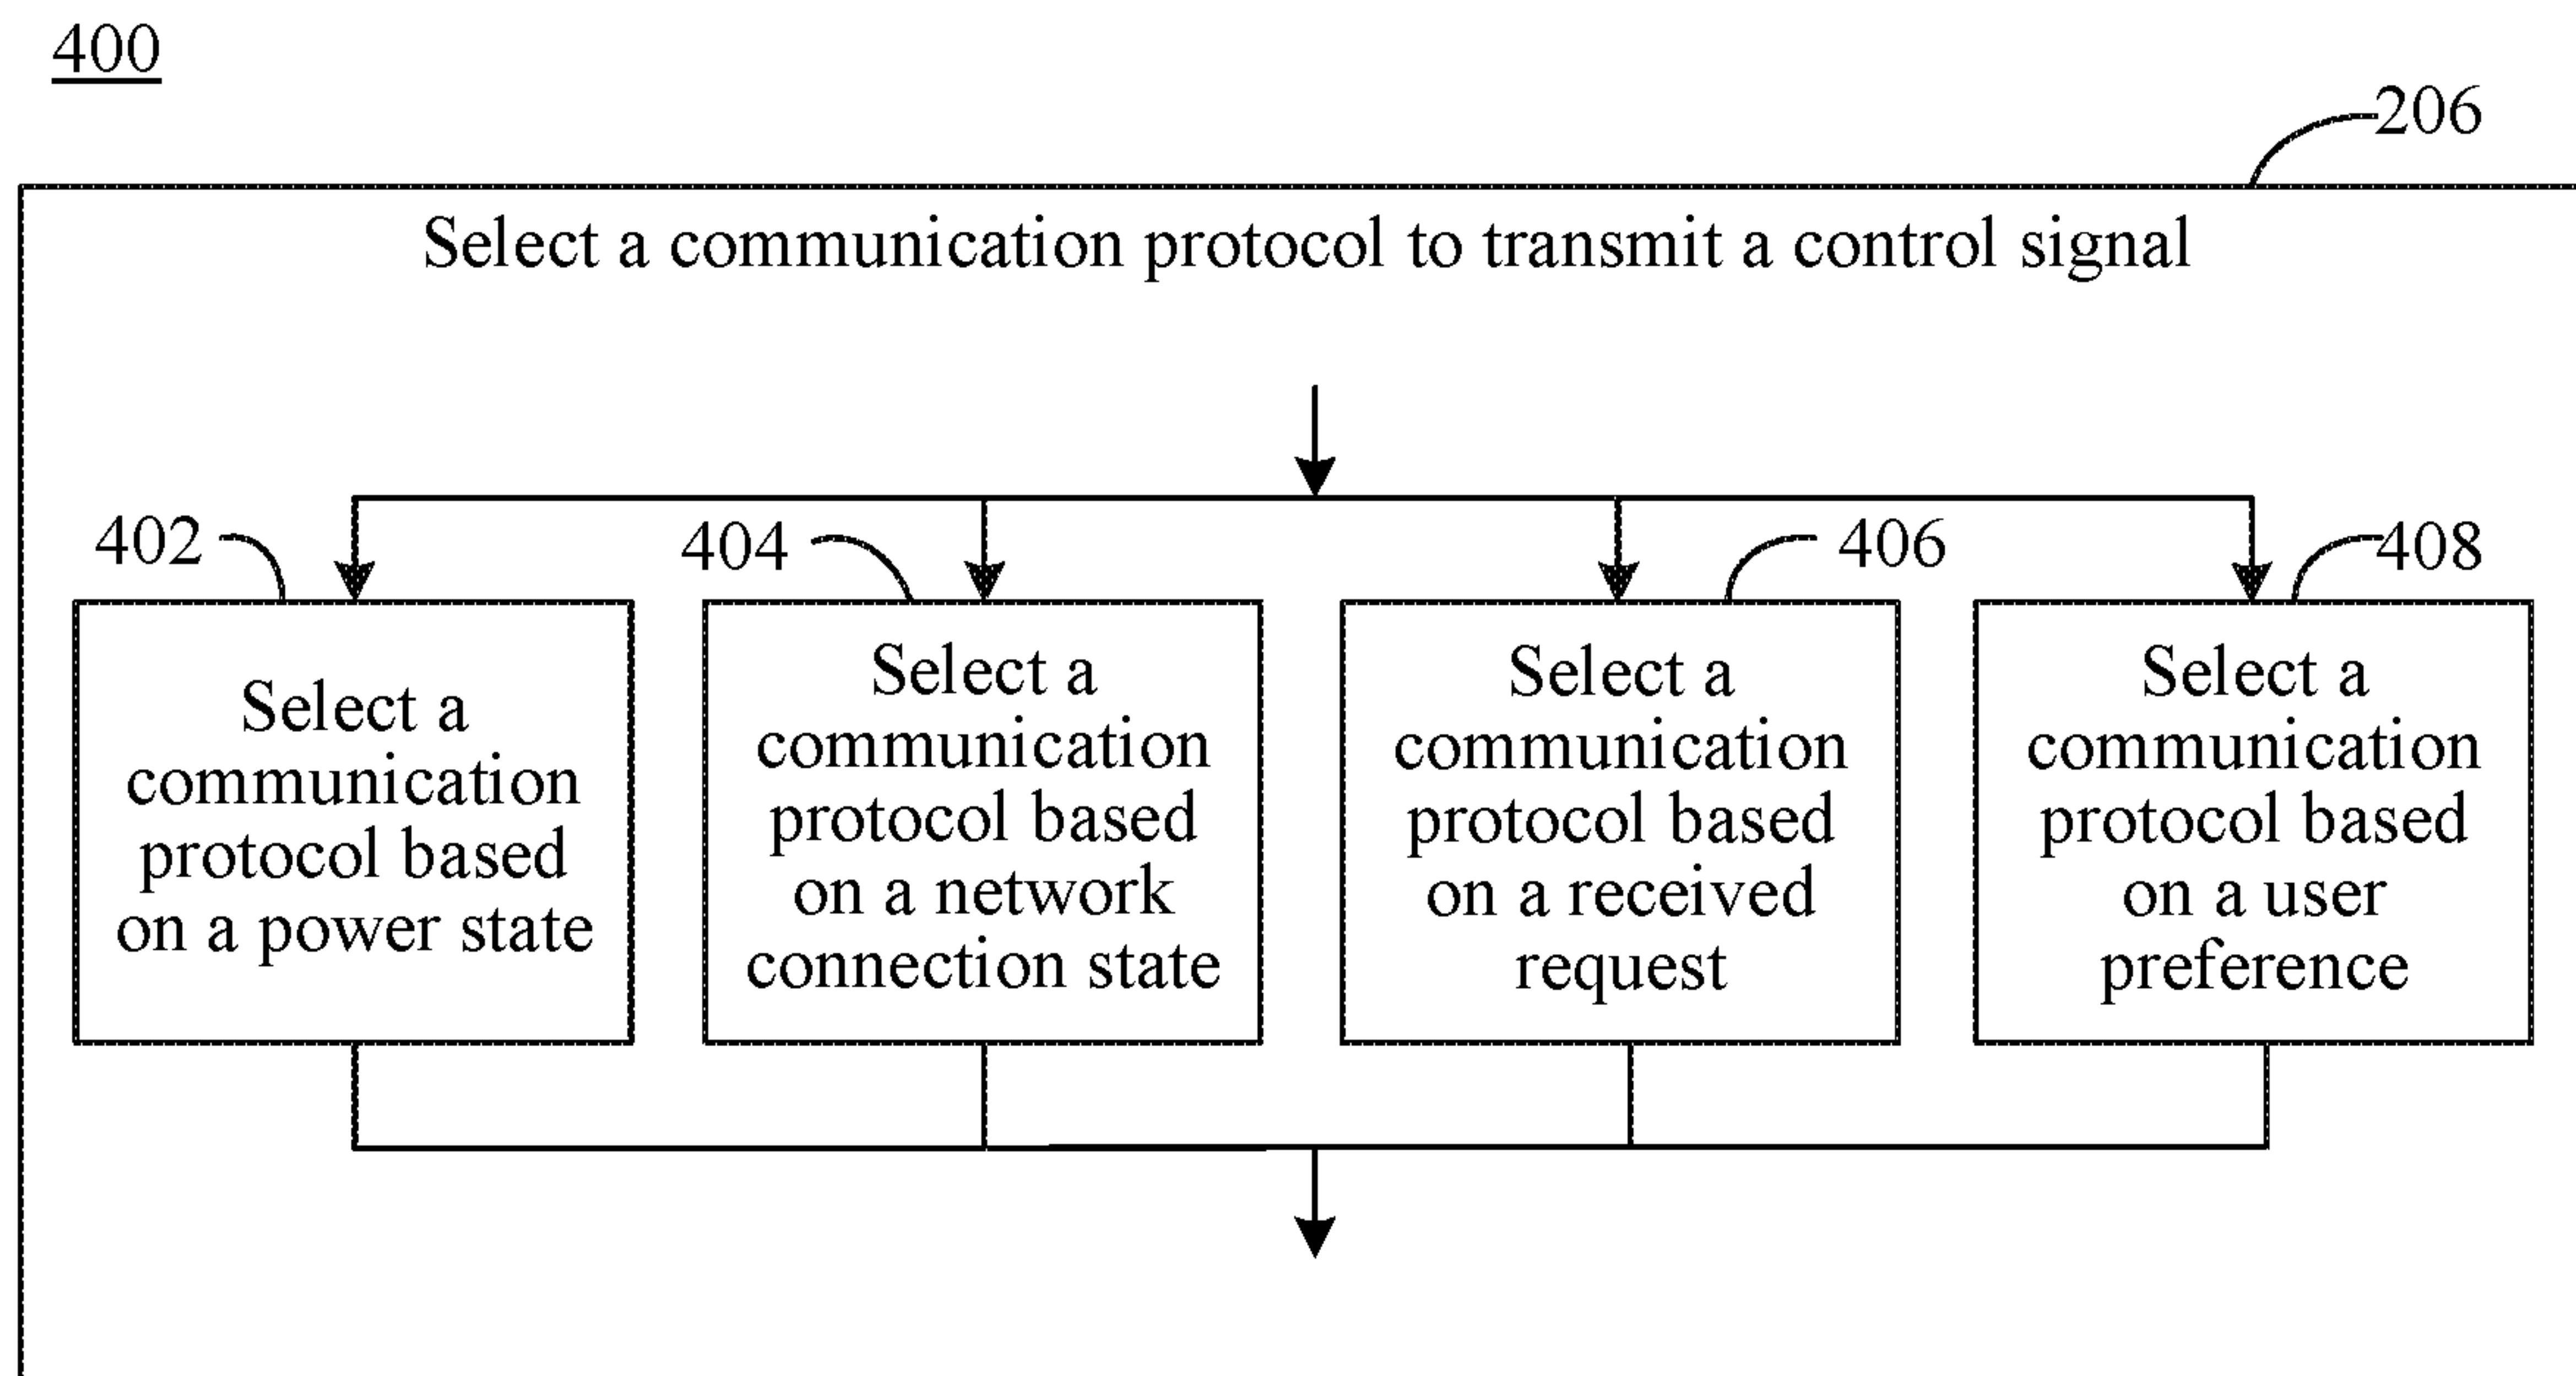 400
206
Select a communication protocol to transmit a control signal
402
404
406
408
Select a
communication
protocol based
on a power state
Select a
communication
protocol based
on a network
connection state
Select a
communication
protocol based
on a received
request
Select a
communication
protocol based
on a user
preference